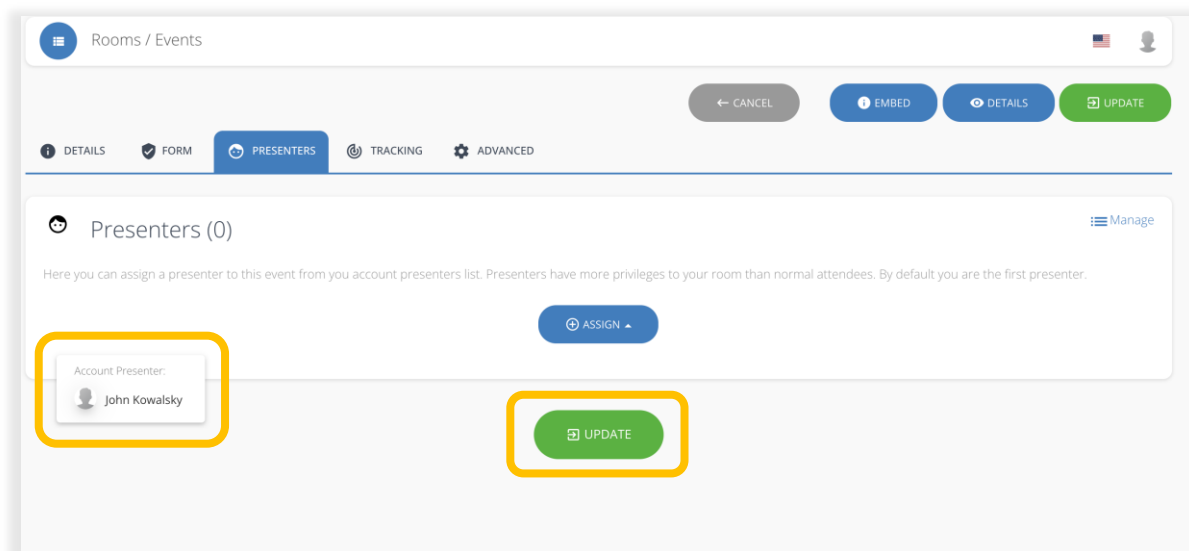 Rooms / Events
← CANCEL
EMBED
DETAILS
UPDATE
DETAILS
FORM
PRESENTERS
TRACKING
ADVANCED
Presenters (0)
Manage
Here you can assign a presenter to this event from you account presenters list. Presenters have more privileges to your room than normal attendees. By default you are the first presenter.
ASSIGN
Account Presenter:
John Kowalsky
UPDATE